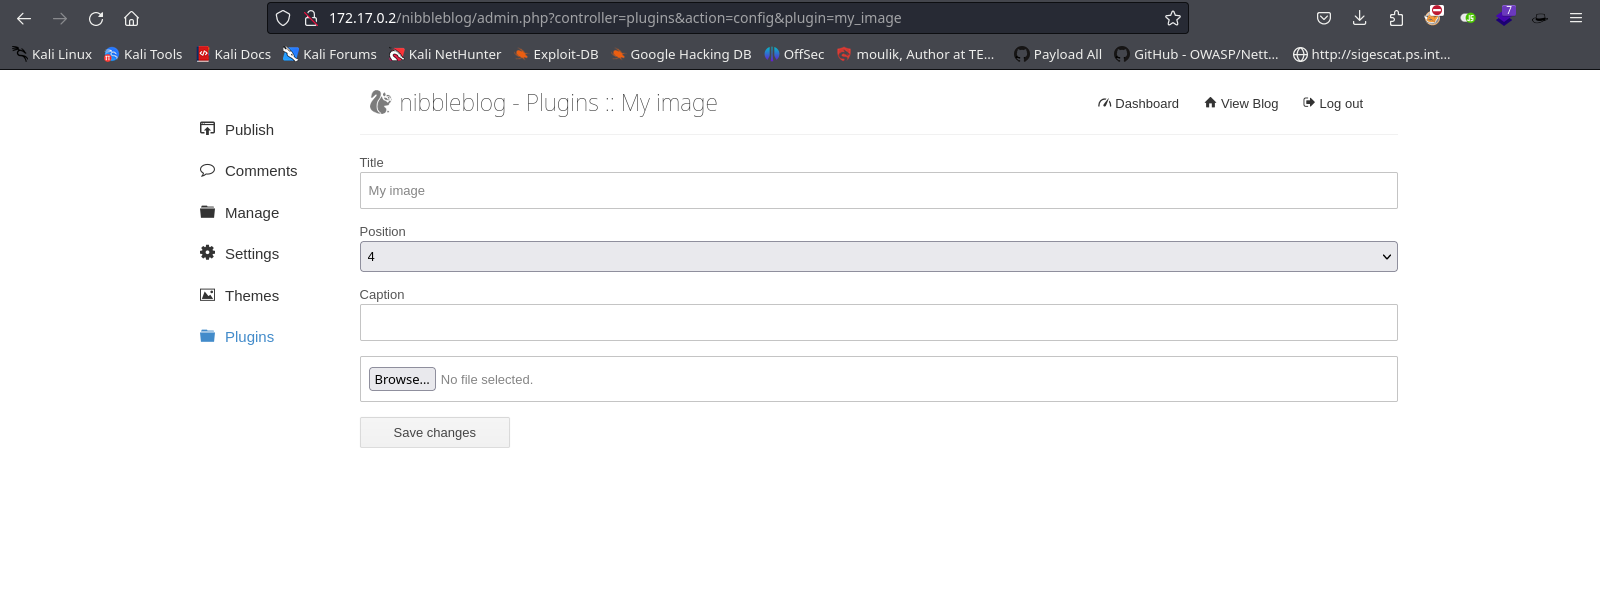 172.17.0.2/nibbleblog/admin.php?controller=plugins&action=config&plugin=my_image
7
Kali Linux Kali Tools Kali Docs Kali Forums Kali NetHunter Exploit-DB Google Hacking DB OffSec moulik, Author at TE... Payload All GitHub - OWASP/Nett... http://sigescat.ps.int...
nibbleblog - Plugins :: My image
Dashboard View Blog Log out
Publish
Comments
Manage
Settings
Themes
Plugins
Title
My image
Position
4
Caption
Browse... No file selected.
Save changes